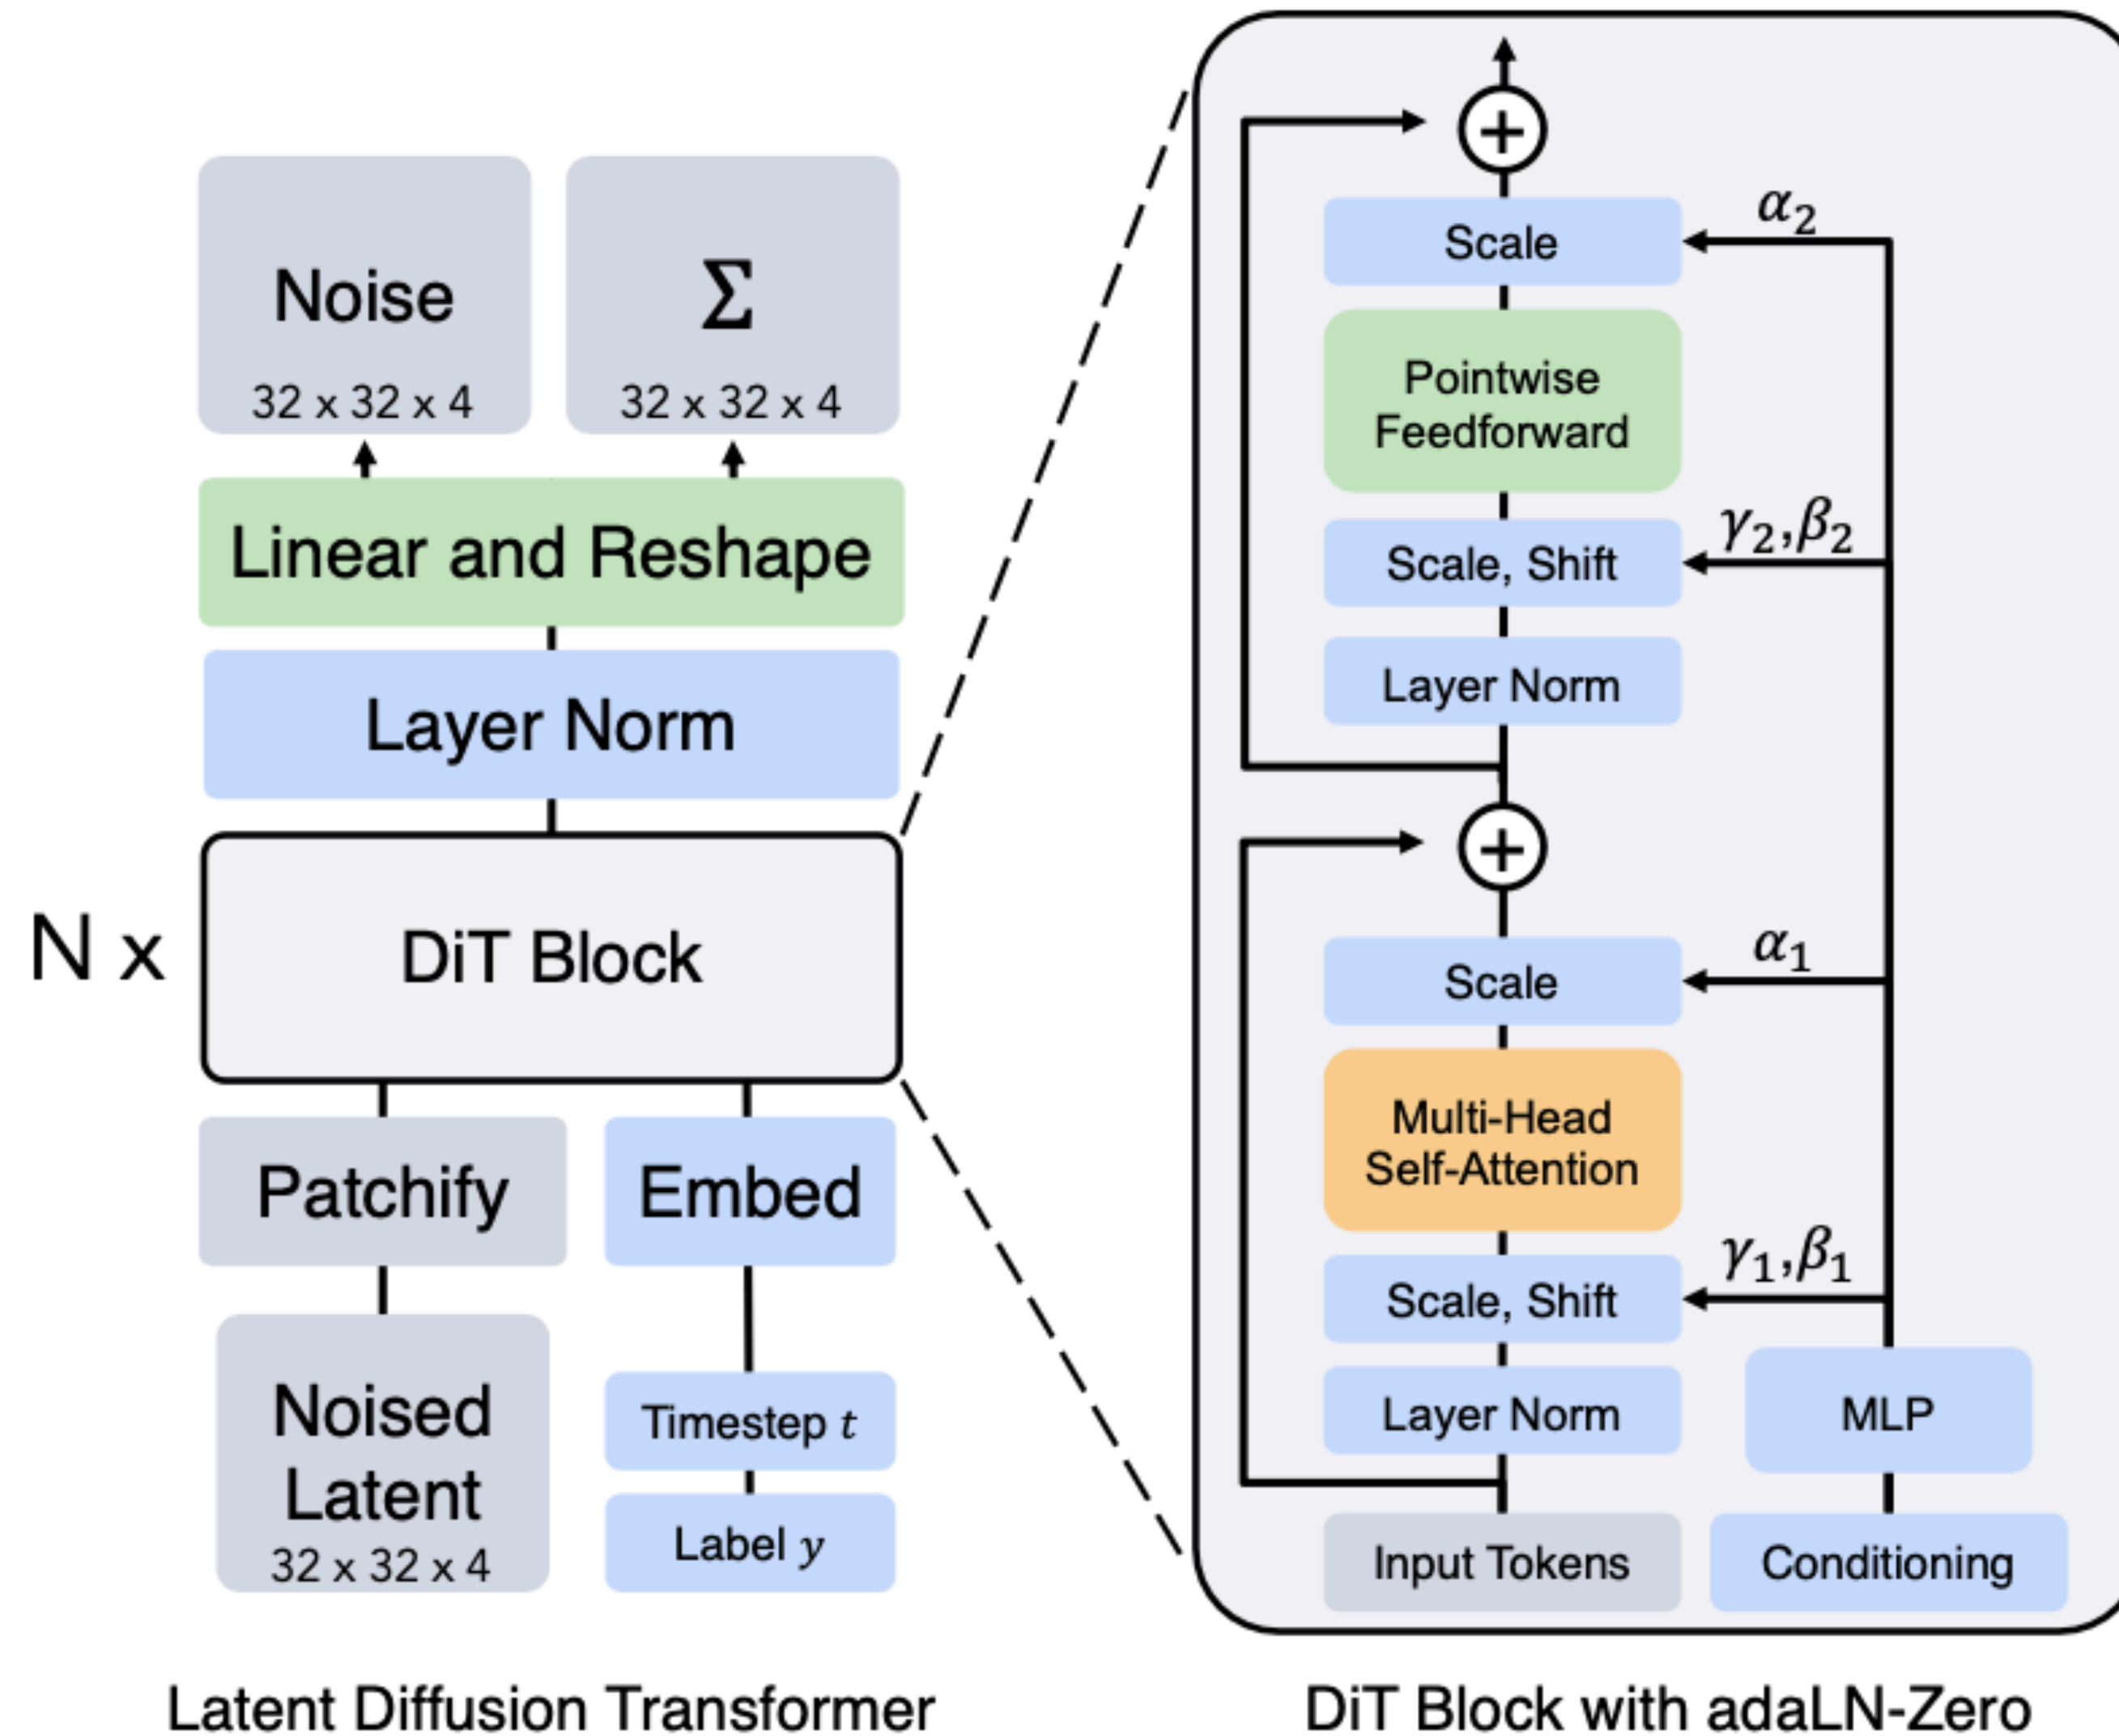 Noise
32 x 32 x 4
Σ
32 x 32 x 4
Linear and Reshape
Layer Norm
N x
DiT Block
Patchify
Embed
Noised
Latent
32 x 32 x 4
Timestep t
Label y
Latent Diffusion Transformer
+
Scale
α₂
Pointwise
Feedforward
γ₂,β₂
Scale, Shift
Layer Norm
+
Scale
α₁
Multi-Head
Self-Attention
γ₁,β₁
Scale, Shift
Layer Norm
MLP
Input Tokens
Conditioning
DiT Block with adaLN-Zero